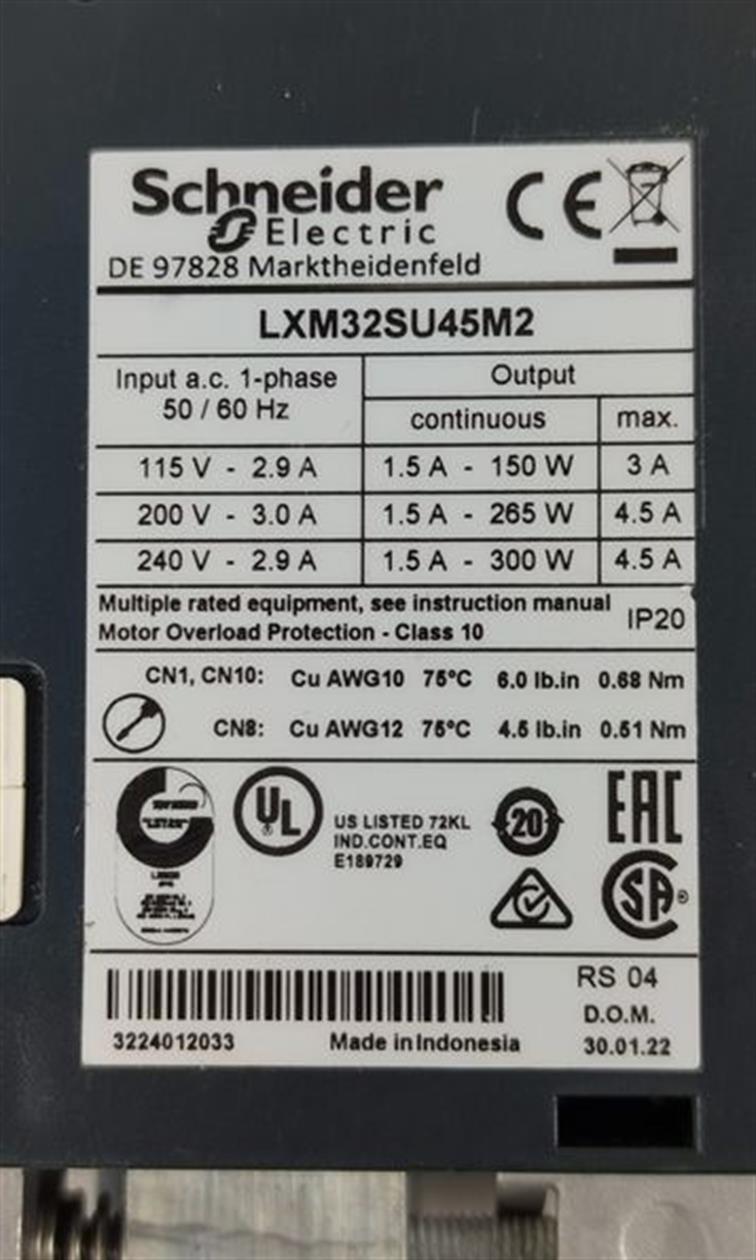 Schneider
Electric
CE
DE 97828 Marktheidenfeld
LXM32SU45M2
Input a.c. 1-phase
50 / 60 Hz
Output
continuous max.
115 V - 2.9 A 1.5 A - 150 W 3 A
200 V - 3.0 A 1.5 A - 265 W 4.5 A
240 V - 2.9 A 1.5 A - 300 W 4.5 A
Multiple rated equipment, see instruction manual
Motor Overload Protection - Class 10
IP20
CN1, CN10: Cu AWG10 75°C 6.0 lb.in 0.68 Nm
CN8: Cu AWG12 75°C 4.5 lb.in 0.51 Nm
UL ®
US LISTED 72KL
IND.CONT.EQ
E189729
20
EAC
SA ®
3224012033 Made in Indonesia
RS 04
D.O.M.
30.01.22